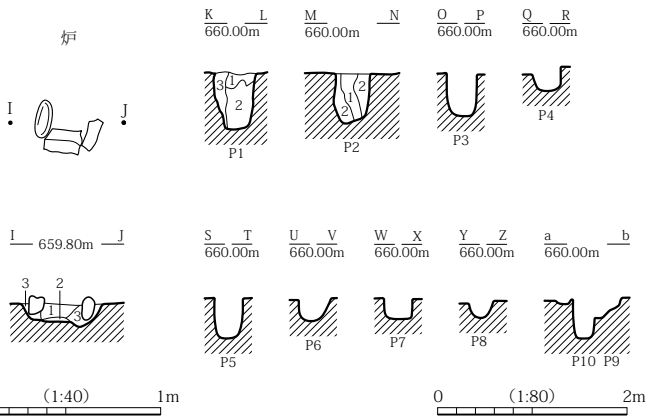 炉
K L M N O P Q R
660.00m 660.00m 660.00m 660.00m
I J
3 1 2 2 1 2
P1 P2 P3 P4
I 659.80m J
S T U V W X Y Z a b
660.00m 660.00m 660.00m 660.00m 660.00m
3 2
1 3
P5 P6 P7 P8 P10 P9
(1:40) 1m 0 (1:80) 2m